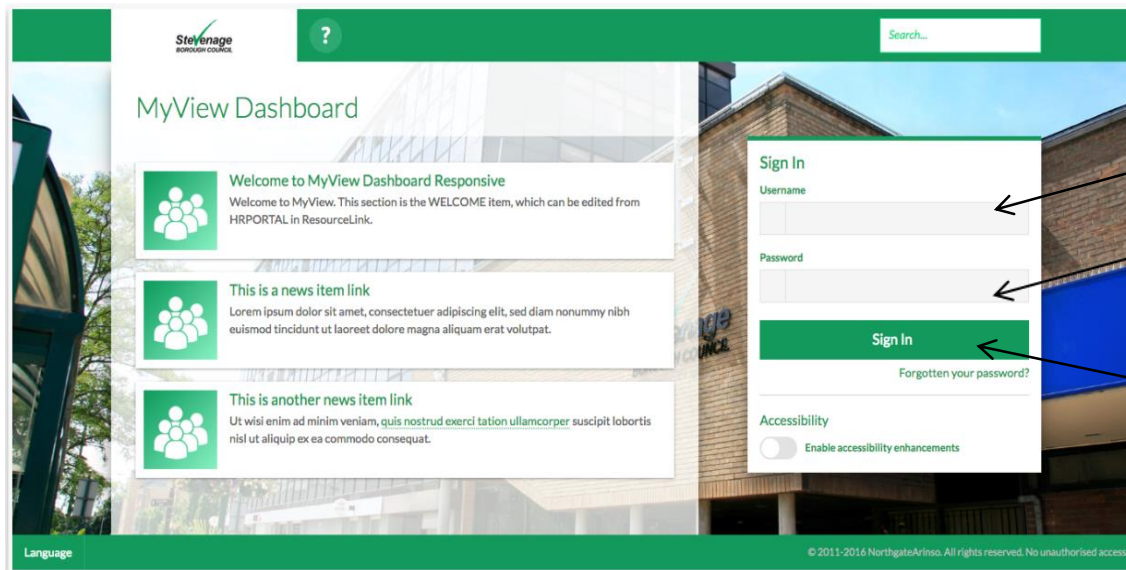 Stevenage
BOROUGH COUNCIL
?
Search...
MyView Dashboard
Welcome to MyView Dashboard Responsive
Welcome to MyView. This section is the WELCOME item, which can be edited from
HRPORTAL in ResourceLink.
This is a news item link
Lorem ipsum dolor sit amet, consectetuer adipiscing elit, sed diam nonummy nibh
euismod tincidunt ut laoreet dolore magna aliquam erat volutpat.
This is another news item link
Ut wisi enim ad minim veniam, quis nostrud exerci tation ullamcorper suscipit lobortis
nisl ut aliquip ex ea commodo consequat.
Sign In
Username
Password
Sign In
Forgotten your password?
Accessibility
Enable accessibility enhancements
Language
© 2011-2016 NorthgateArinso. All rights reserved. No unauthorised access